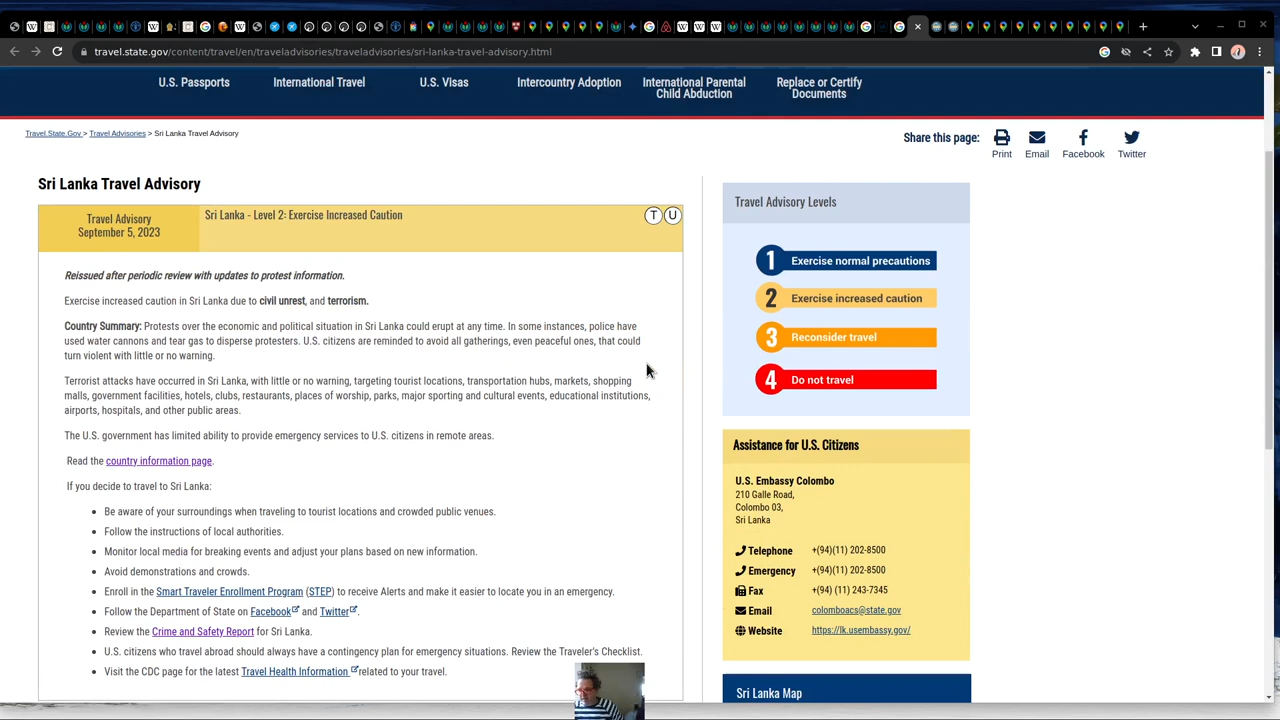 travel.state.gov/content/travel/en/traveladvisories/traveladvisories/sri-lanka-travel-advisory.html
U.S. Passports
International Travel
U.S. Visas
Intercountry Adoption
International Parental
Child Abduction
Replace or Certify
Documents
Travel.State.Gov > Travel Advisories > Sri Lanka Travel Advisory
Share this page:
Print
Email
Facebook
Twitter
Sri Lanka Travel Advisory
Travel Advisory
September 5, 2023
Sri Lanka - Level 2: Exercise Increased Caution
T U
Reissued after periodic review with updates to protest information.
Exercise increased caution in Sri Lanka due to civil unrest, and terrorism.
Country Summary: Protests over the economic and political situation in Sri Lanka could erupt at any time. In some instances, police have
used water cannons and tear gas to disperse protesters. U.S. citizens are reminded to avoid all gatherings, even peaceful ones, that could
turn violent with little or no warning.
Terrorist attacks have occurred in Sri Lanka, with little or no warning, targeting tourist locations, transportation hubs, markets, shopping
malls, government facilities, hotels, clubs, restaurants, places of worship, parks, major sporting and cultural events, educational institutions,
airports, hospitals, and other public areas.
The U.S. government has limited ability to provide emergency services to U.S. citizens in remote areas.
Read the country information page.
If you decide to travel to Sri Lanka:
Be aware of your surroundings when traveling to tourist locations and crowded public venues.
Follow the instructions of local authorities.
Monitor local media for breaking events and adjust your plans based on new information.
Avoid demonstrations and crowds.
Enroll in the Smart Traveler Enrollment Program (STEP) to receive Alerts and make it easier to locate you in an emergency.
Follow the Department of State on Facebook and Twitter.
Review the Crime and Safety Report for Sri Lanka.
U.S. citizens who travel abroad should always have a contingency plan for emergency situations. Review the Traveler's Checklist.
Visit the CDC page for the latest Travel Health Information related to your travel.
Travel Advisory Levels
1 Exercise normal precautions
2 Exercise increased caution
3 Reconsider travel
4 Do not travel
Assistance for U.S. Citizens
U.S. Embassy Colombo
210 Galle Road,
Colombo 03,
Sri Lanka
Telephone +(94)(11) 202-8500
Emergency +(94)(11) 202-8500
Fax +(94) (11) 243-7345
Email colomboacs@state.gov
Website https://lk.usembassy.gov/
Sri Lanka Map